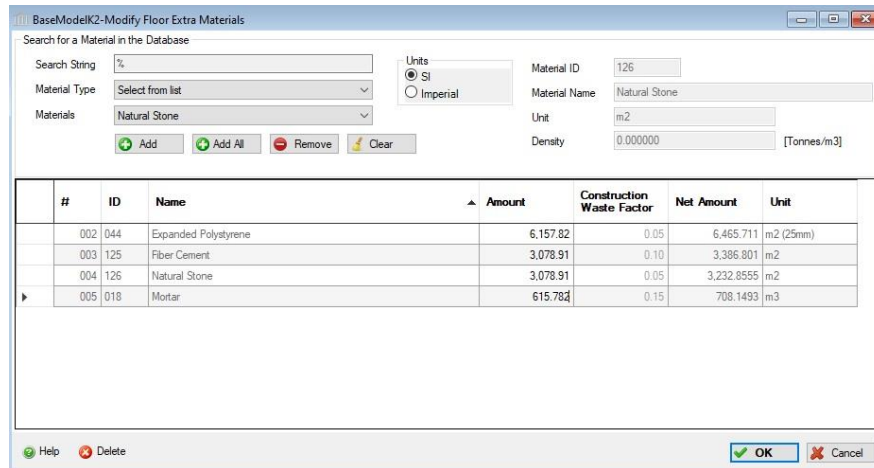 BaseModelK2-Modify Floor Extra Materials
Search for a Material in the Database
Search String %
Material Type Select from list
Materials Natural Stone
Add Add All Remove Clear
Units
SI
Imperial
Material ID 126
Material Name Natural Stone
Unit m2
Density 0.000000 [Tonnes/m3]
# ID Name Amount Construction Waste Factor Net Amount Unit
002 044 Expanded Polystyrene 6,157.82 0.05 6,465.711 m2 (25mm)
003 125 Fiber Cement 3,078.91 0.10 3,386.801 m2
004 126 Natural Stone 3,078.91 0.05 3,232.8555 m2
005 018 Mortar 615.782 0.15 708.1493 m3
Help Delete OK Cancel